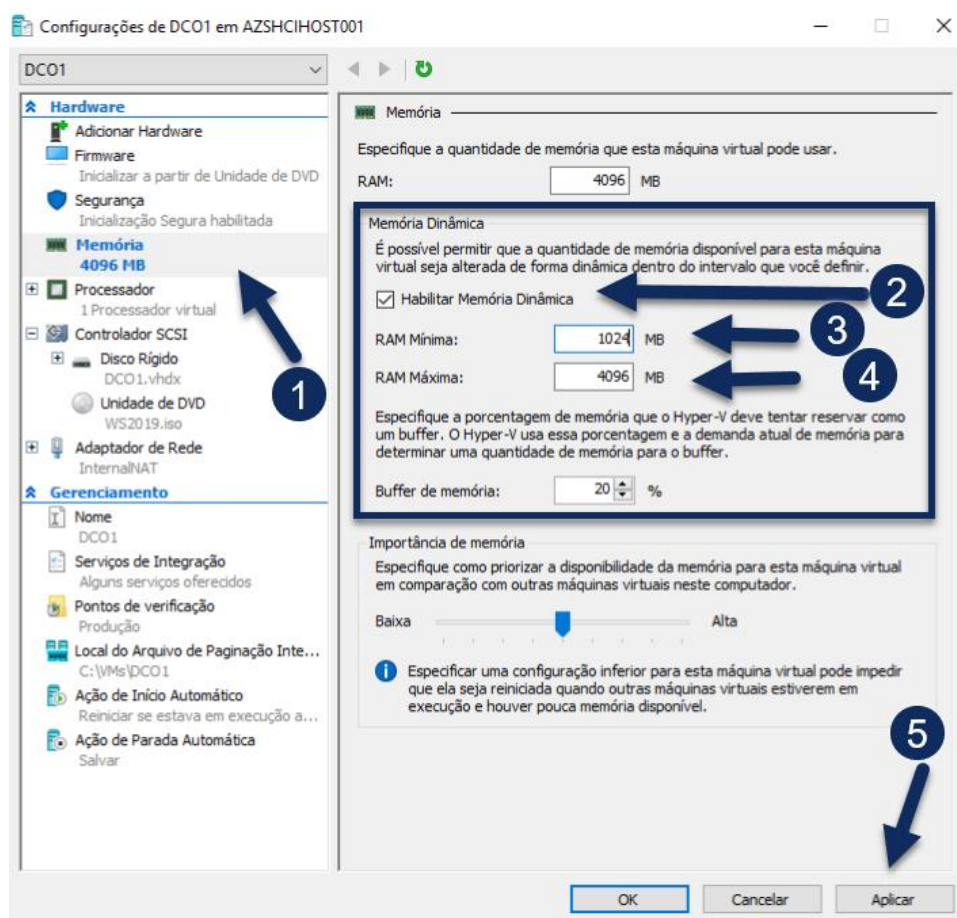 Configurações de DCO1 em AZSHCIHOST001
DCO1
Hardware
Adicionar Hardware
Firmware
Inicializar a partir de Unidade de DVD
Segurança
Inicialização Segura habilitada
Memória
4096 MB
Processador
1 Processador virtual
Controlador SCSI
Disco Rígido
DCO1.vhdx
Unidade de DVD
WS2019.iso
Adaptador de Rede
InternalNAT
Gerenciamento
Nome
DCO1
Serviços de Integração
Alguns serviços oferecidos
Pontos de verificação
Produção
Local do Arquivo de Paginação Inte...
C:\VMs\DCO1
Ação de Início Automático
Reiniciar se estava em execução a...
Ação de Parada Automática
Salvar
1
Memória
Especifique a quantidade de memória que esta máquina virtual pode usar.
RAM: 4096 MB
Memória Dinâmica
É possível permitir que a quantidade de memória disponível para esta máquina
virtual seja alterada de forma dinâmica dentro do intervalo que você definir.
Habilitar Memória Dinâmica 2
RAM Mínima: 1024 MB 3
RAM Máxima: 4096 MB 4
Especifique a porcentagem de memória que o Hyper-V deve tentar reservar como
um buffer. O Hyper-V usa essa porcentagem e a demanda atual de memória para
determinar uma quantidade de memória para o buffer.
Buffer de memória: 20 %
Importância de memória
Especifique como priorizar a disponibilidade da memória para esta máquina virtual
em comparação com outras máquinas virtuais neste computador.
Baixa Alta
Especificar uma configuração inferior para esta máquina virtual pode impedir
que ela seja reiniciada quando outras máquinas virtuais estiverem em
execução e houver pouca memória disponível.
5
OK Cancelar Aplicar